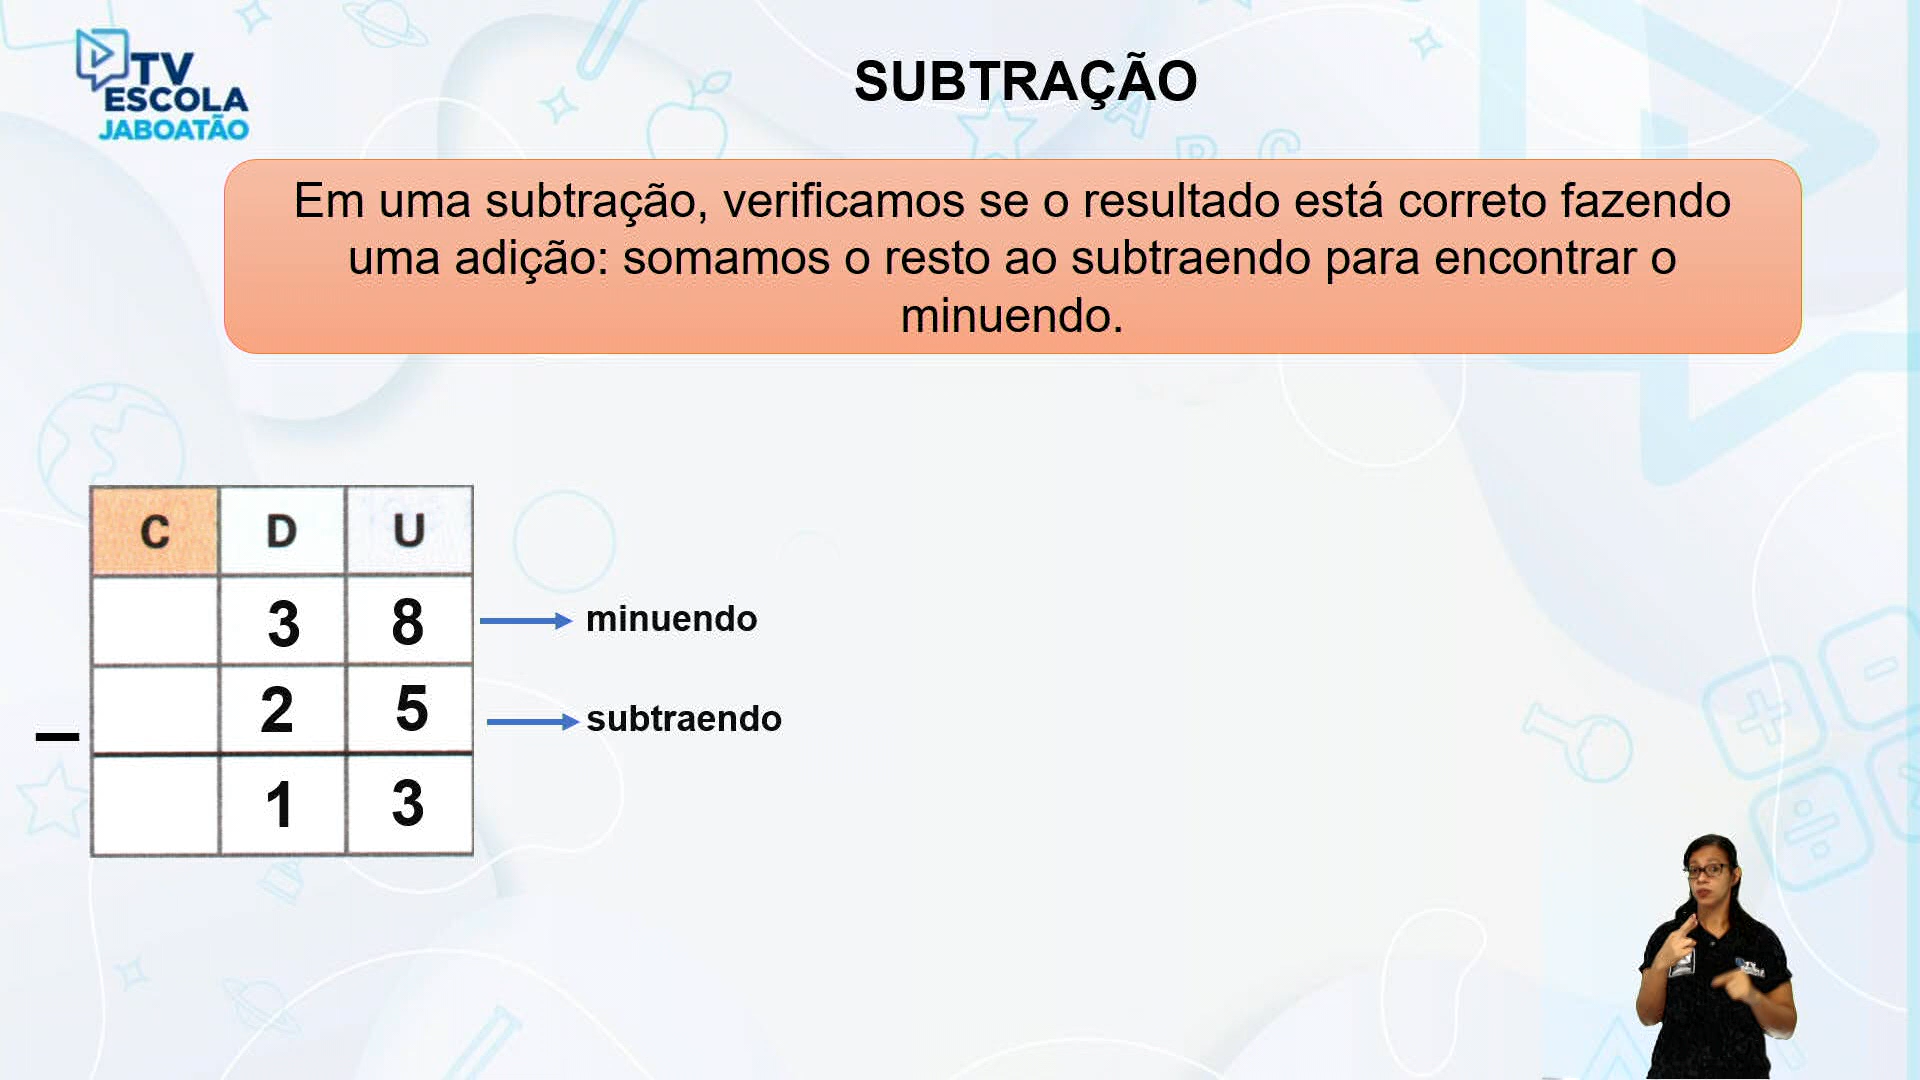 TV
ESCOLA
JABOATÃO
SUBTRAÇÃO
A B C
Em uma subtração, verificamos se o resultado está correto fazendo
uma adição: somamos o resto ao subtraendo para encontrar o
minuendo.
C D U
3 8 minuendo
– 2 5 subtraendo
1 3